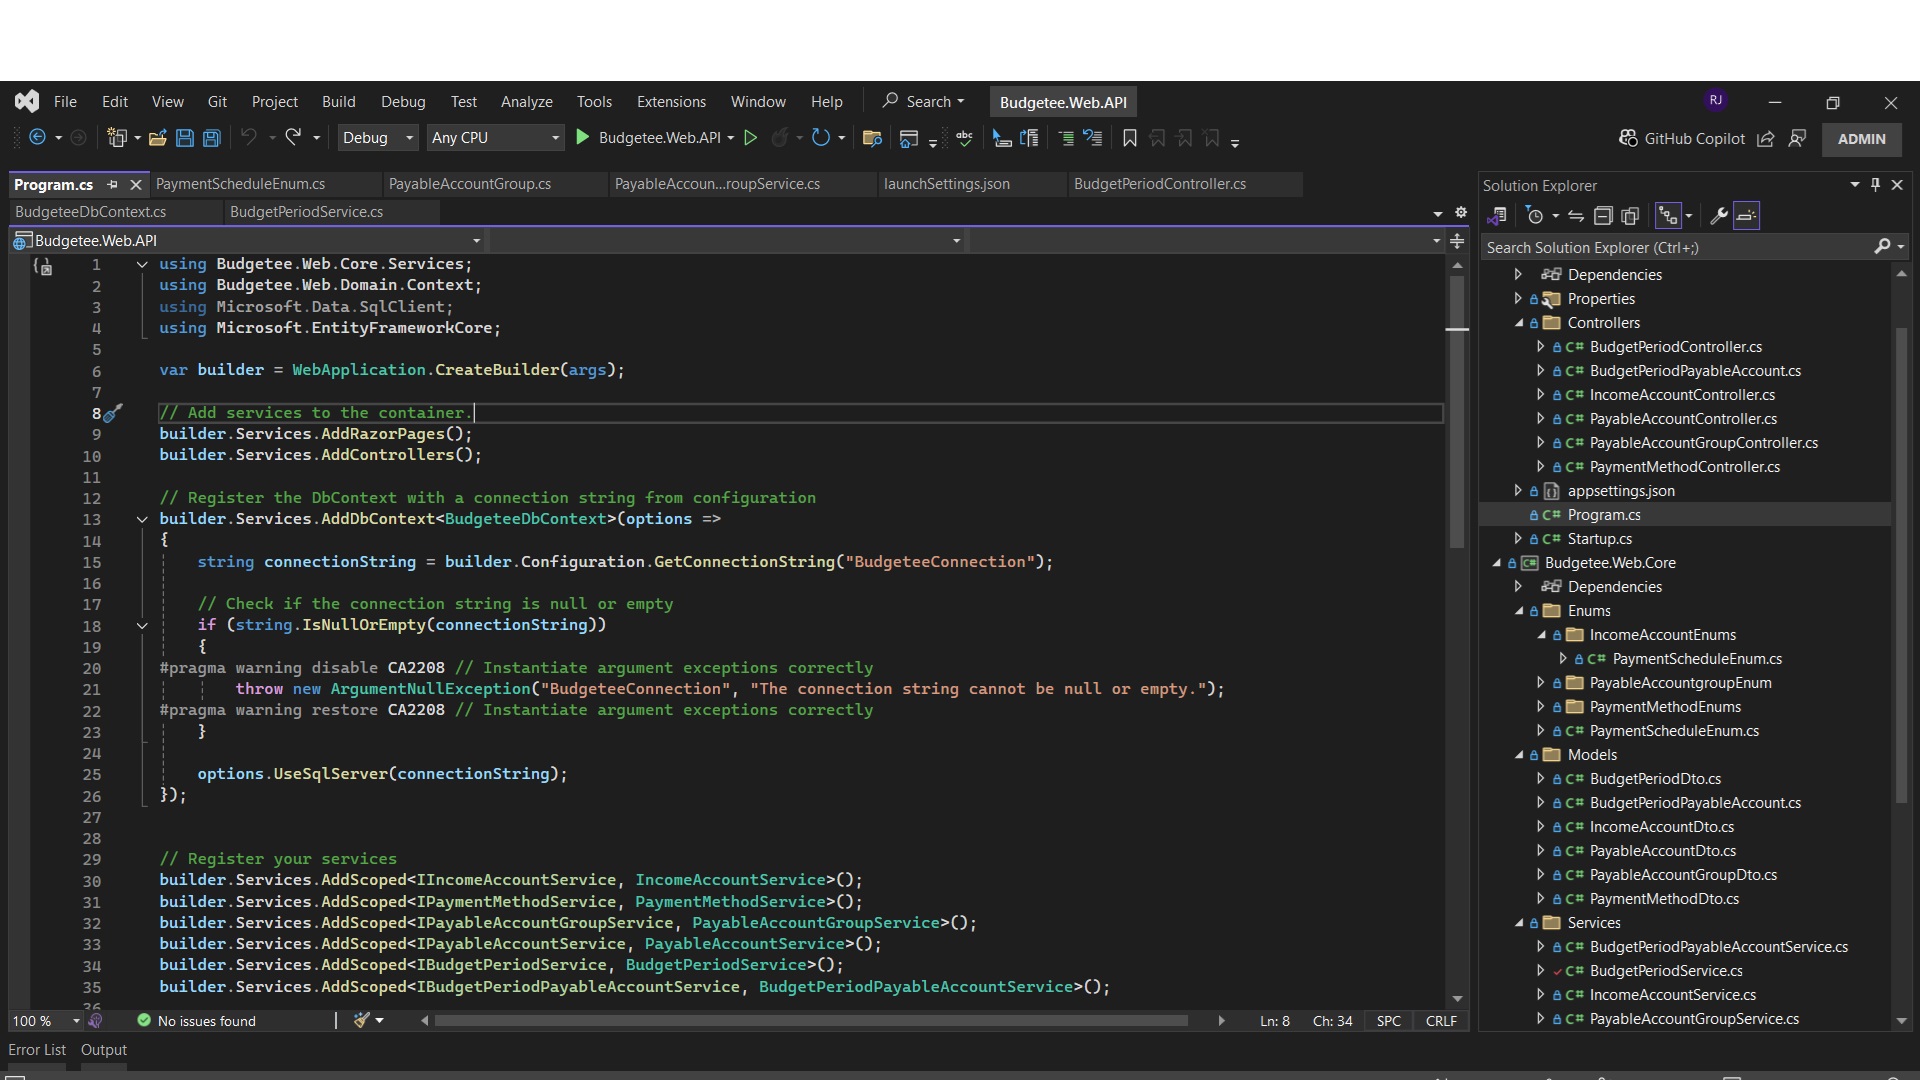 File Edit View Git Project Build Debug Test Analyze Tools Extensions Window Help Search Budgetee.Web.API RJ
Debug Any CPU Budgetee.Web.API abc GitHub Copilot ADMIN
Program.cs PaymentScheduleEnum.cs PayableAccountGroup.cs PayableAccoun...roupService.cs launchSettings.json BudgetPeriodController.cs
BudgeteeDbContext.cs BudgetPeriodService.cs
Budgetee.Web.API
1 using Budgetee.Web.Core.Services;
2 using Budgetee.Web.Domain.Context;
3 using Microsoft.Data.SqlClient;
4 using Microsoft.EntityFrameworkCore;
5
6 var builder = WebApplication.CreateBuilder(args);
7
8 // Add services to the container.
9 builder.Services.AddRazorPages();
10 builder.Services.AddControllers();
11
12 // Register the DbContext with a connection string from configuration
13 builder.Services.AddDbContext<BudgeteeDbContext>(options =>
14 {
15 string connectionString = builder.Configuration.GetConnectionString("BudgeteeConnection");
16
17 // Check if the connection string is null or empty
18 if (string.IsNullOrEmpty(connectionString))
19 {
20 #pragma warning disable CA2208 // Instantiate argument exceptions correctly
21 throw new ArgumentNullException("BudgeteeConnection", "The connection string cannot be null or empty.");
22 #pragma warning restore CA2208 // Instantiate argument exceptions correctly
23 }
24
25 options.UseSqlServer(connectionString);
26 });
27
28
29 // Register your services
30 builder.Services.AddScoped<IIncomeAccountService, IncomeAccountService>();
31 builder.Services.AddScoped<IPaymentMethodService, PaymentMethodService>();
32 builder.Services.AddScoped<IPayableAccountGroupService, PayableAccountGroupService>();
33 builder.Services.AddScoped<IPayableAccountService, PayableAccountService>();
34 builder.Services.AddScoped<IBudgetPeriodService, BudgetPeriodService>();
35 builder.Services.AddScoped<IBudgetPeriodPayableAccountService, BudgetPeriodPayableAccountService>();
36
100 % No issues found Ln: 8 Ch: 34 SPC CRLF
Error List Output
Solution Explorer
Search Solution Explorer (Ctrl+;)
Dependencies
Properties
Controllers
C# BudgetPeriodController.cs
C# BudgetPeriodPayableAccount.cs
C# IncomeAccountController.cs
C# PayableAccountController.cs
C# PayableAccountGroupController.cs
C# PaymentMethodController.cs
appsettings.json
C# Program.cs
C# Startup.cs
C# Budgetee.Web.Core
Dependencies
Enums
IncomeAccountEnums
C# PaymentScheduleEnum.cs
PayableAccountgroupEnum
PaymentMethodEnums
C# PaymentScheduleEnum.cs
Models
C# BudgetPeriodDto.cs
C# BudgetPeriodPayableAccount.cs
C# IncomeAccountDto.cs
C# PayableAccountDto.cs
C# PayableAccountGroupDto.cs
C# PaymentMethodDto.cs
Services
C# BudgetPeriodPayableAccountService.cs
C# BudgetPeriodService.cs
C# IncomeAccountService.cs
C# PayableAccountGroupService.cs